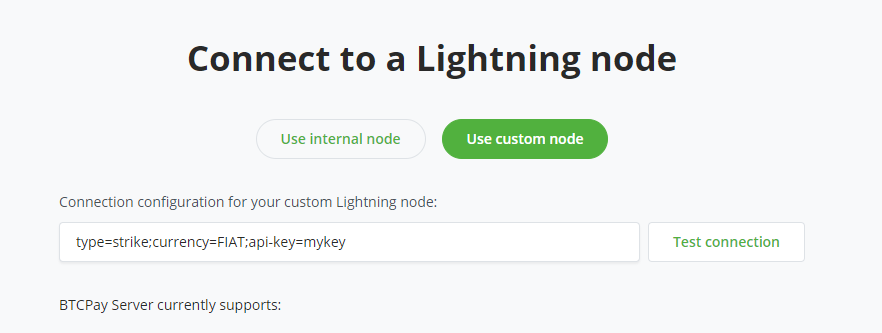 Connect to a Lightning node
Use internal node
Use custom node
Connection configuration for your custom Lightning node:
type=strike;currency=FIAT;api-key=mykey
Test connection
BTCPay Server currently supports: